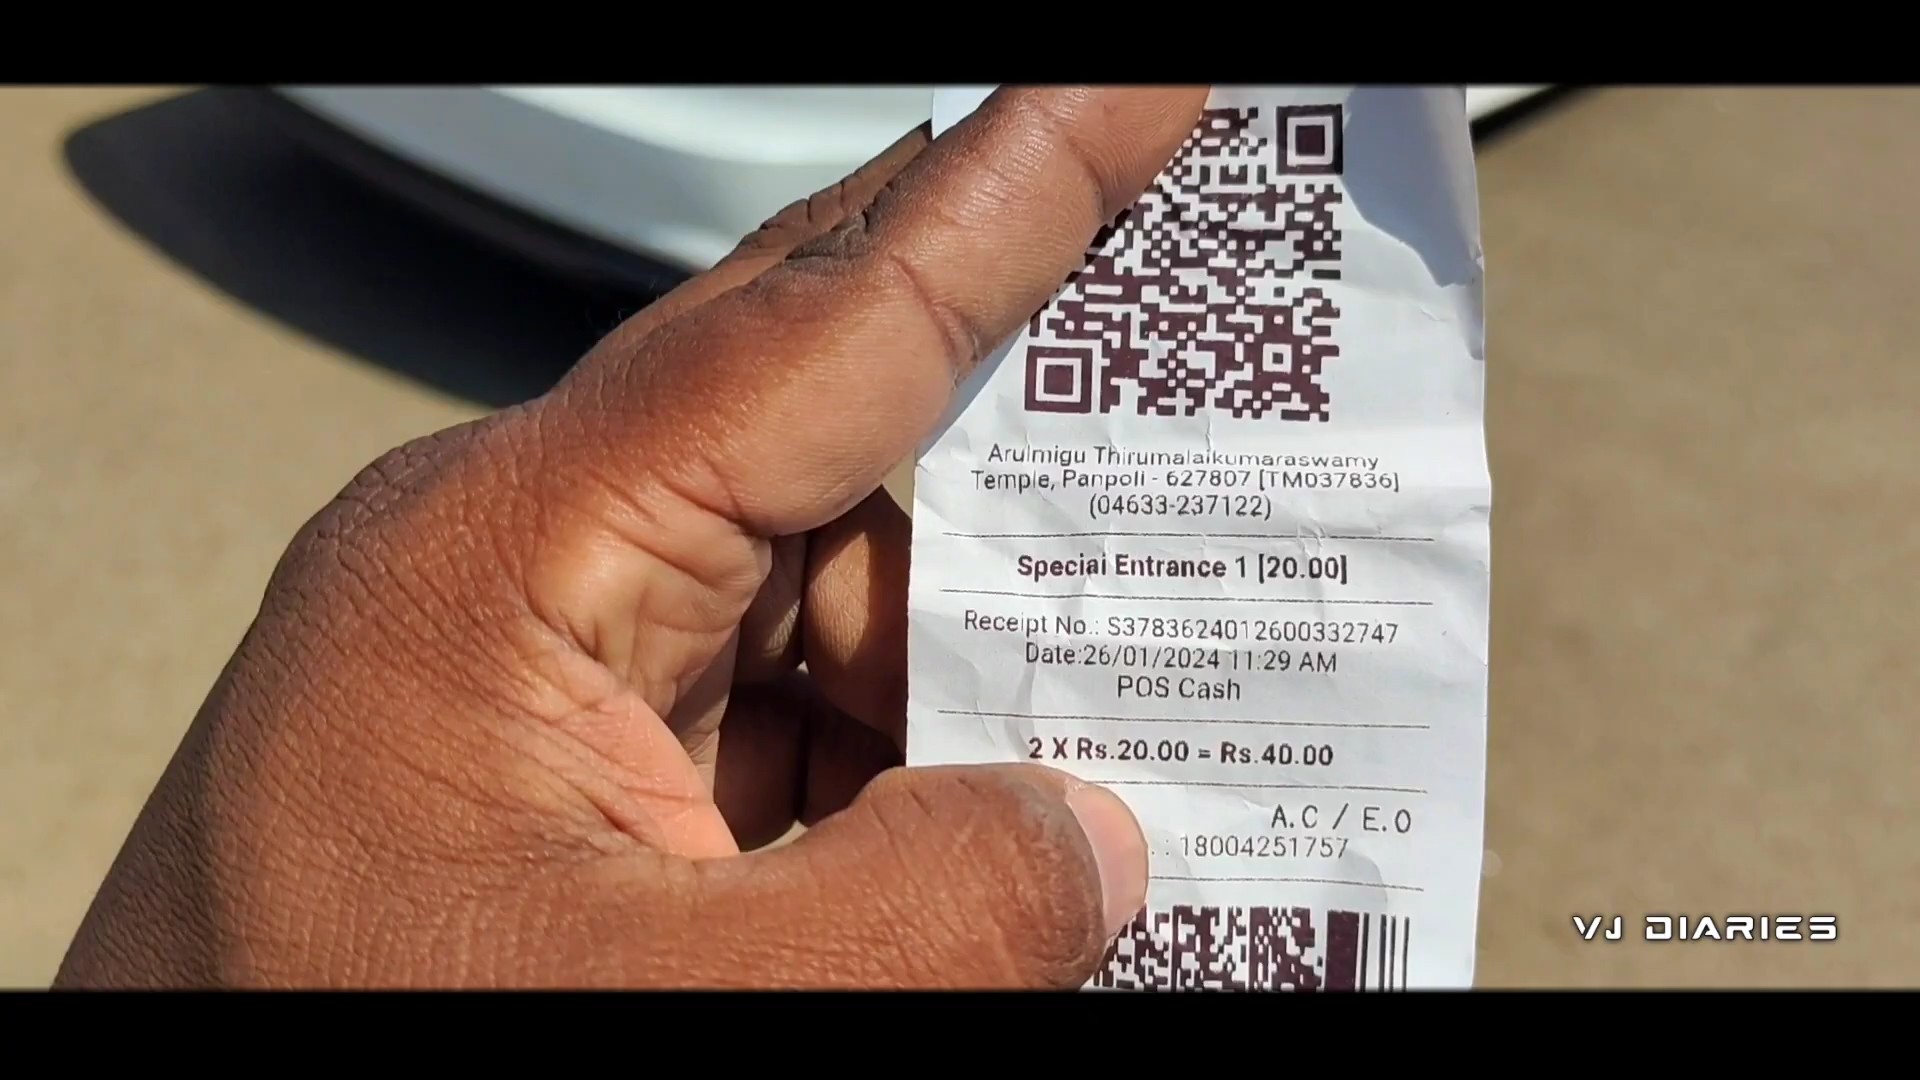 Arulmigu Thirumalaikumaraswamy
Temple, Panpoli - 627807 [TM037836]
(04633-237122)
Special Entrance 1 [20.00]
Receipt No.: S3783624012600332747
Date:26/01/2024 11:29 AM
POS Cash
2 X Rs.20.00 = Rs.40.00
A.C / E.O
: 18004251757
VJ DIARIES